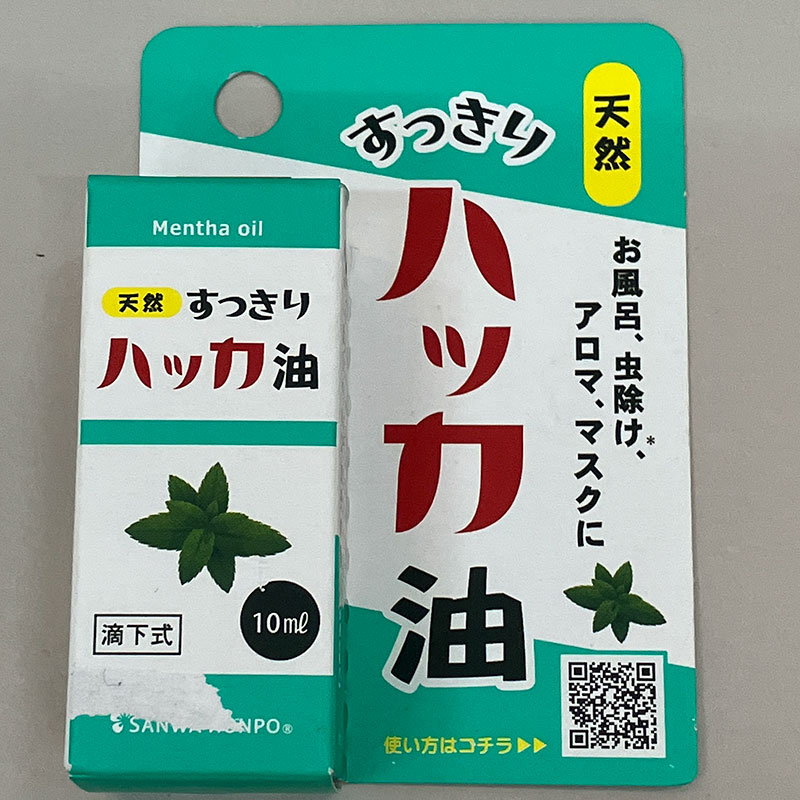 Mentha oil
天然 すっきり
ハッカ油
滴下式
10ml
すっきり
天然
ハッカ油
お風呂、虫除け*、
アロマ、マスクに
使い方はコチラ▶▶